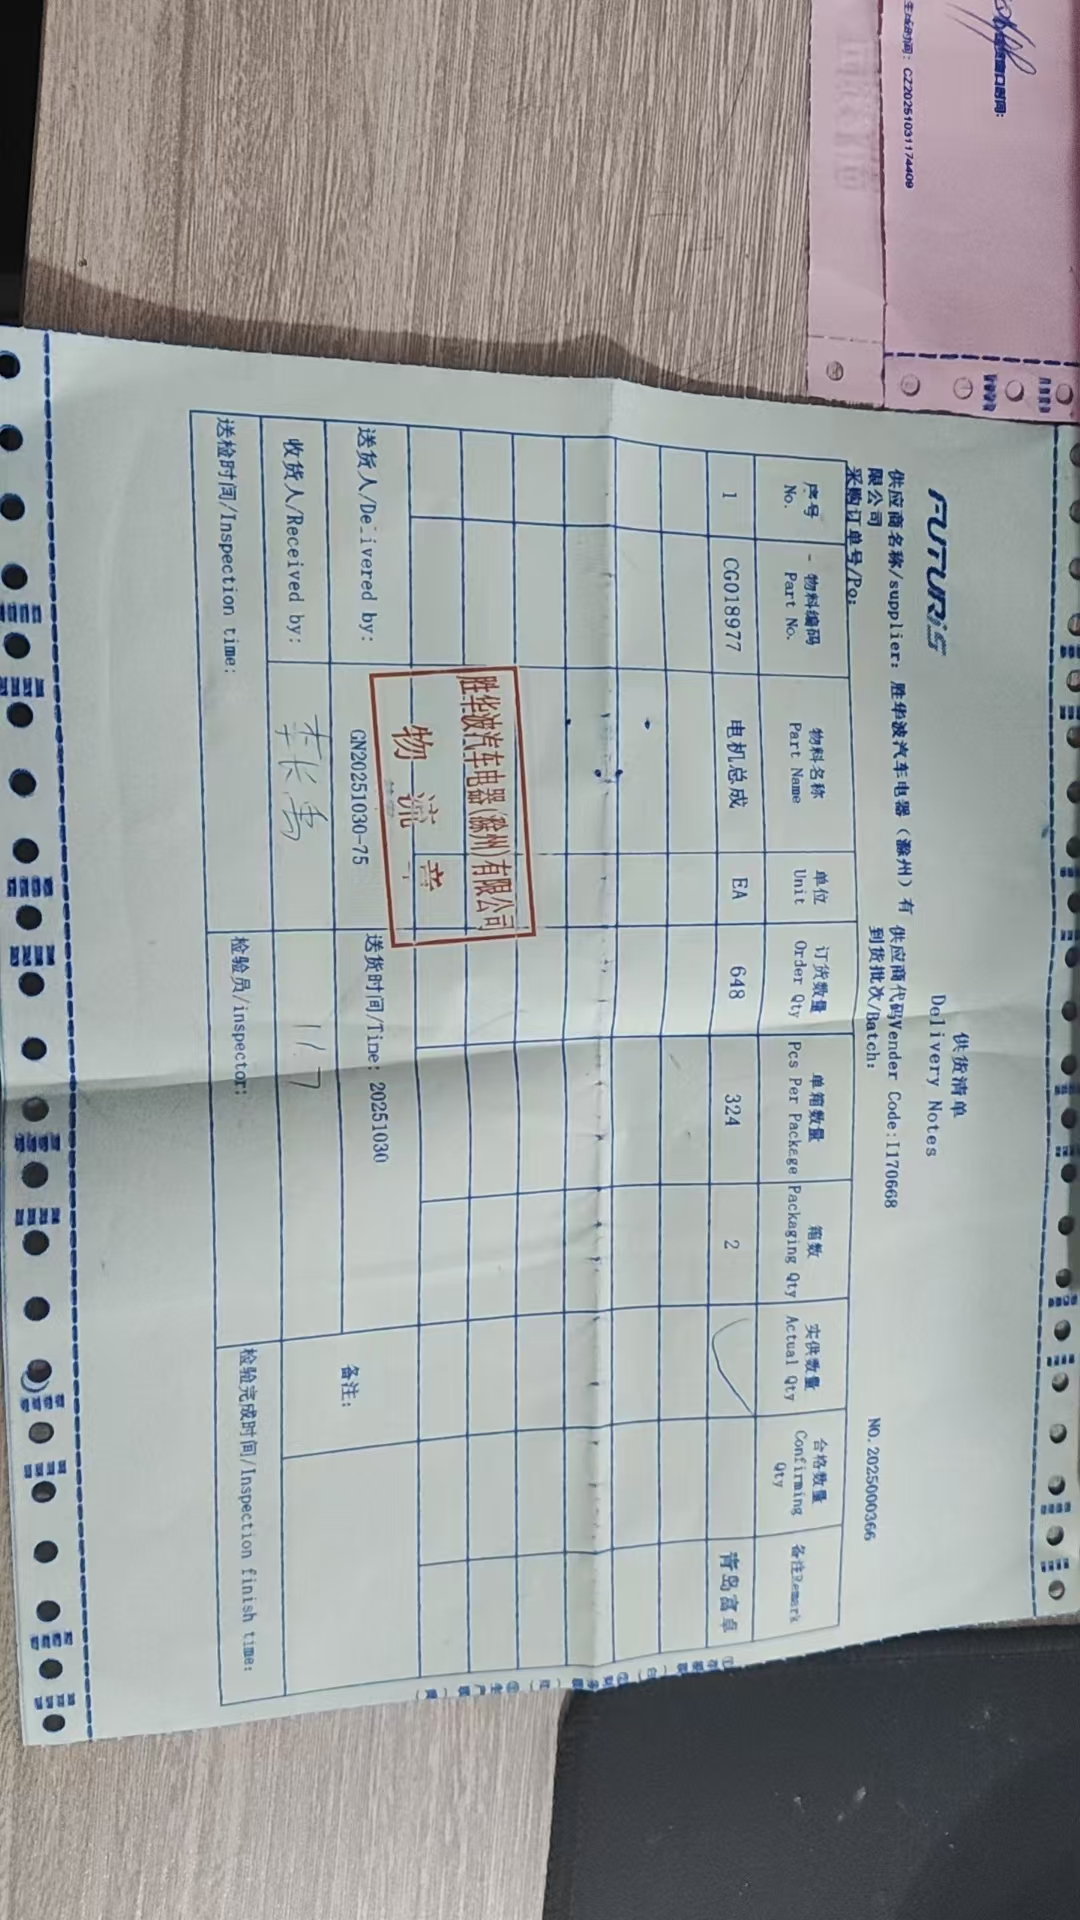 FUTURiS
供货清单
Delivery Notes
供应商名称/supplier: 胜华波汽车电器（滁州）有限公司
供应商代码Vender Code:I170668
NO.2025000366
采购订单号/Po:
到货批次/Batch:
序号 No. 物料编码 Part No. 物料名称 Part Name 单位 Unit 订货数量 Order Qty 单箱数量 Pcs Per Package 箱数 Packaging Qty 实供数量 Actual Qty 合格数量 Confirming Qty 备注Remark
1 CG018977 电机总成 EA 648 324 2 青岛富卓
胜华波汽车电器(滁州)有限公司
物流章
送货人/Delivered by: GN20251030-75 送货时间/Time: 20251030 备注:
收货人/Received by: 11.7
送检时间/Inspection time: 检验员/inspector: 检验完成时间/Inspection finish time:
生成时间: CZ20251031174409